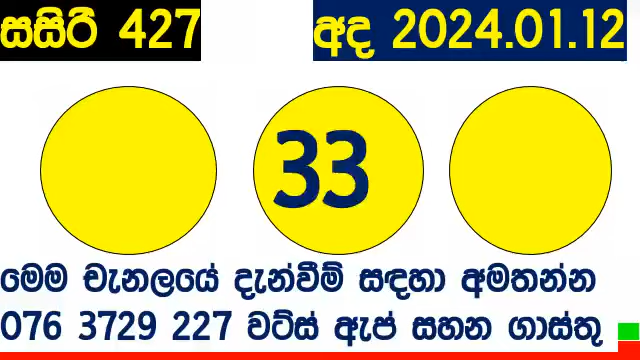 සසිරි 427 අද 2024.01.12
33
මෙම චැනලයේ දැන්වීම් සඳහා අමතන්න
076 3729 227 වට්ස් ඇප් සහන ගාස්තු